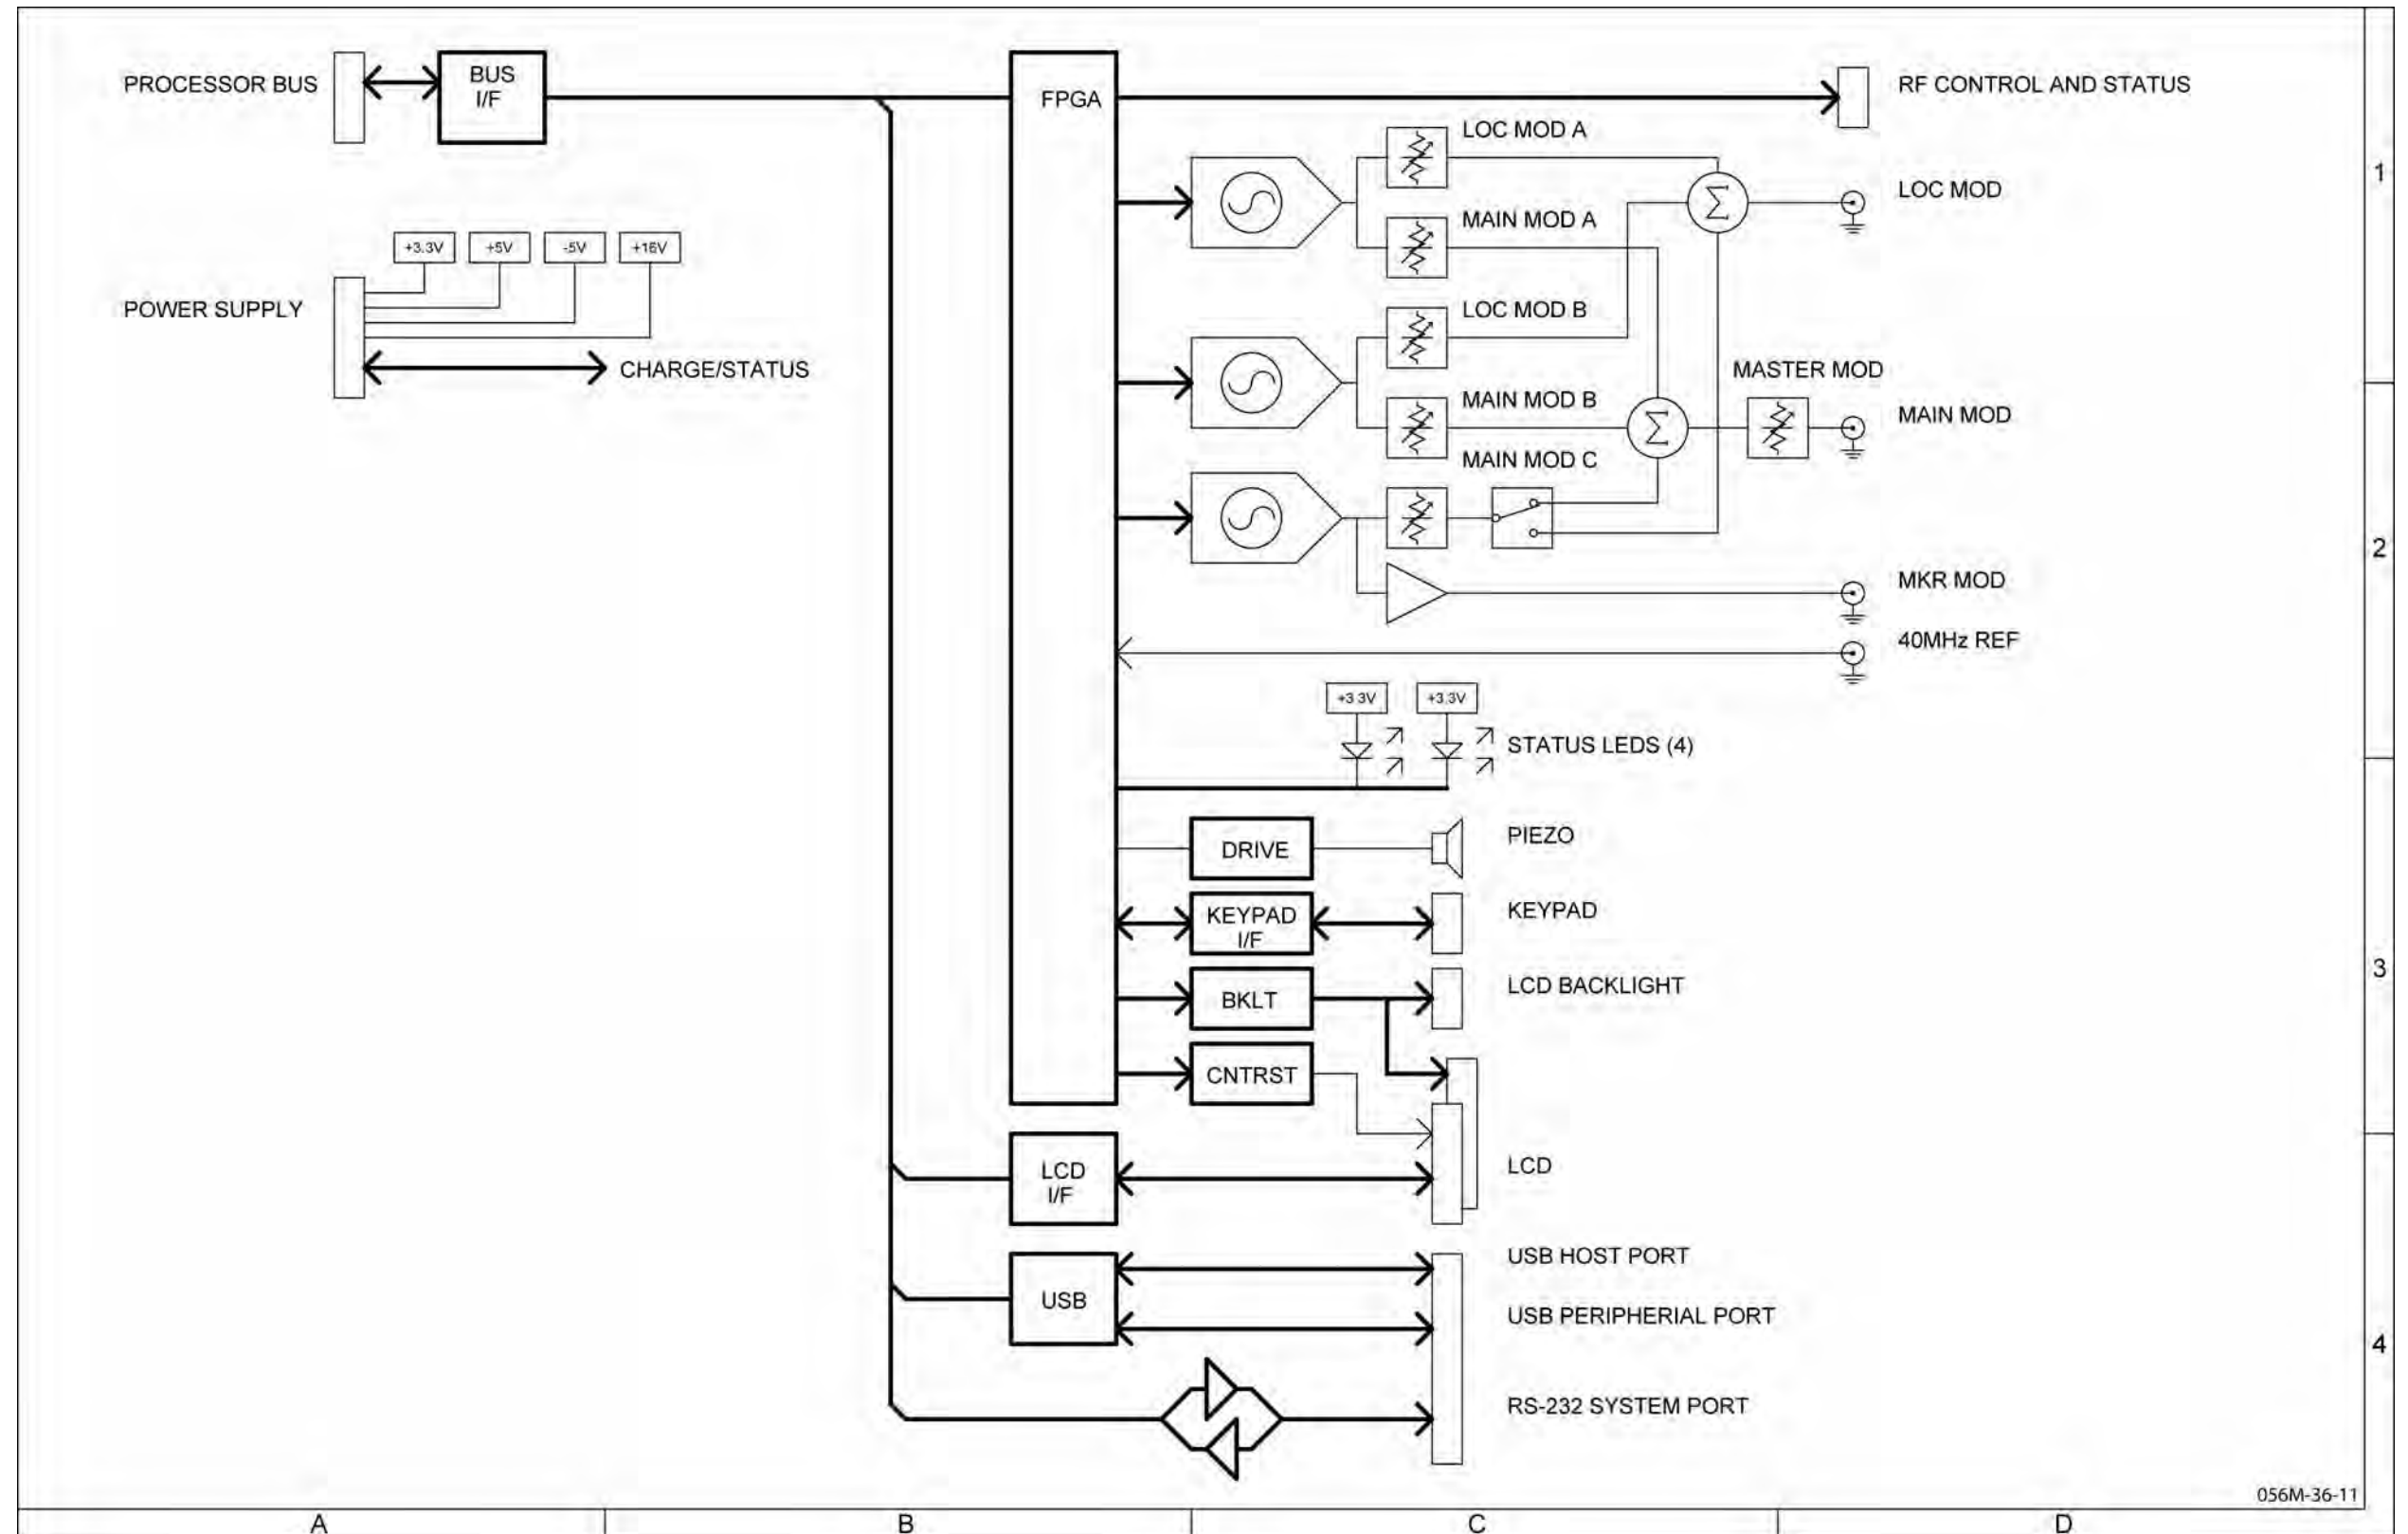 PROCESSOR BUS
BUS
I/F
FPGA
RF CONTROL AND STATUS
LOC MOD A
1
LOC MOD
MAIN MOD A
+3.3V
+5V
-5V
+16V
POWER SUPPLY
LOC MOD B
CHARGE/STATUS
MASTER MOD
MAIN MOD B
MAIN MOD
MAIN MOD C
2
MKR MOD
40MHz REF
+3.3V
+3.3V
STATUS LEDS (4)
DRIVE
PIEZO
KEYPAD
I/F
KEYPAD
3
BKLT
LCD BACKLIGHT
CNTRST
LCD
I/F
LCD
USB HOST PORT
USB
USB PERIPHERIAL PORT
4
RS-232 SYSTEM PORT
056M-36-11
A
B
C
D